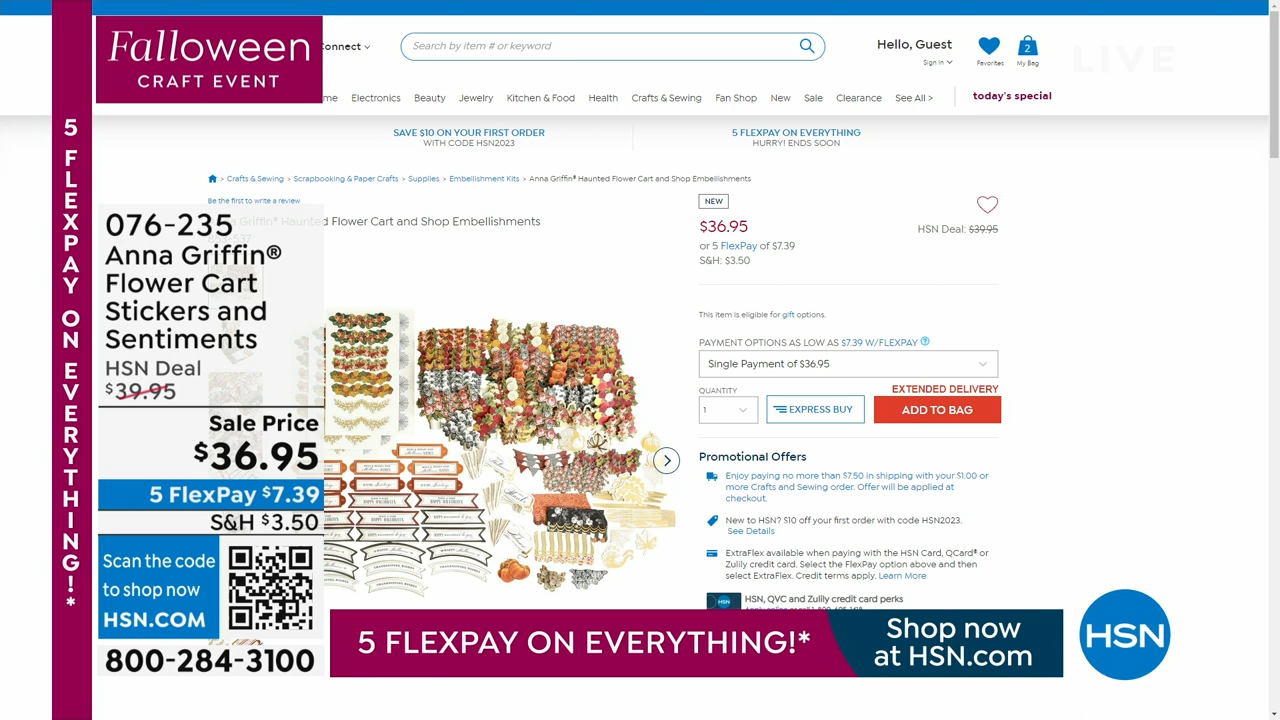 Falloween
CRAFT EVENT
5 FLEXPAY ON EVERYTHING!*
onnect
Search by item # or keyword
Hello, Guest
Sign In
Favorites
2
My Bag
LIVE
me Electronics Beauty Jewelry Kitchen & Food Health Crafts & Sewing Fan Shop New Sale Clearance See All > today's special
SAVE $10 ON YOUR FIRST ORDER
WITH CODE HSN2023
5 FLEXPAY ON EVERYTHING
HURRY! ENDS SOON
> Crafts & Sewing > Scrapbooking & Paper Crafts > Supplies > Embellishment Kits > Anna Griffin® Haunted Flower Cart and Shop Embellishments
Be the first to write a review
Griffin® Haunted Flower Cart and Shop Embellishments
076-235
Anna Griffin®
Flower Cart
Stickers and
Sentiments
HSN Deal
$39.95
Sale Price
$36.95
5 FlexPay $7.39
S&H $3.50
Scan the code
to shop now
HSN.COM
800-284-3100
NEW
$36.95
HSN Deal: $39.95
or 5 FlexPay of $7.39
S&H: $3.50
This item is eligible for gift options.
PAYMENT OPTIONS AS LOW AS $7.39 W/FLEXPAY
Single Payment of $36.95
QUANTITY
EXTENDED DELIVERY
1
EXPRESS BUY
ADD TO BAG
Promotional Offers
Enjoy paying no more than $7.50 in shipping with your $1.00 or
more Crafts and Sewing order. Offer will be applied at
checkout.
New to HSN? $10 off your first order with code HSN2023.
See Details
ExtraFlex available when paying with the HSN Card, QCard® or
Zulily credit card. Select the FlexPay option above and then
select ExtraFlex. Credit terms apply. Learn More
HSN, QVC and Zulily credit card perks
5 FLEXPAY ON EVERYTHING!*
Shop now
at HSN.com
HSN